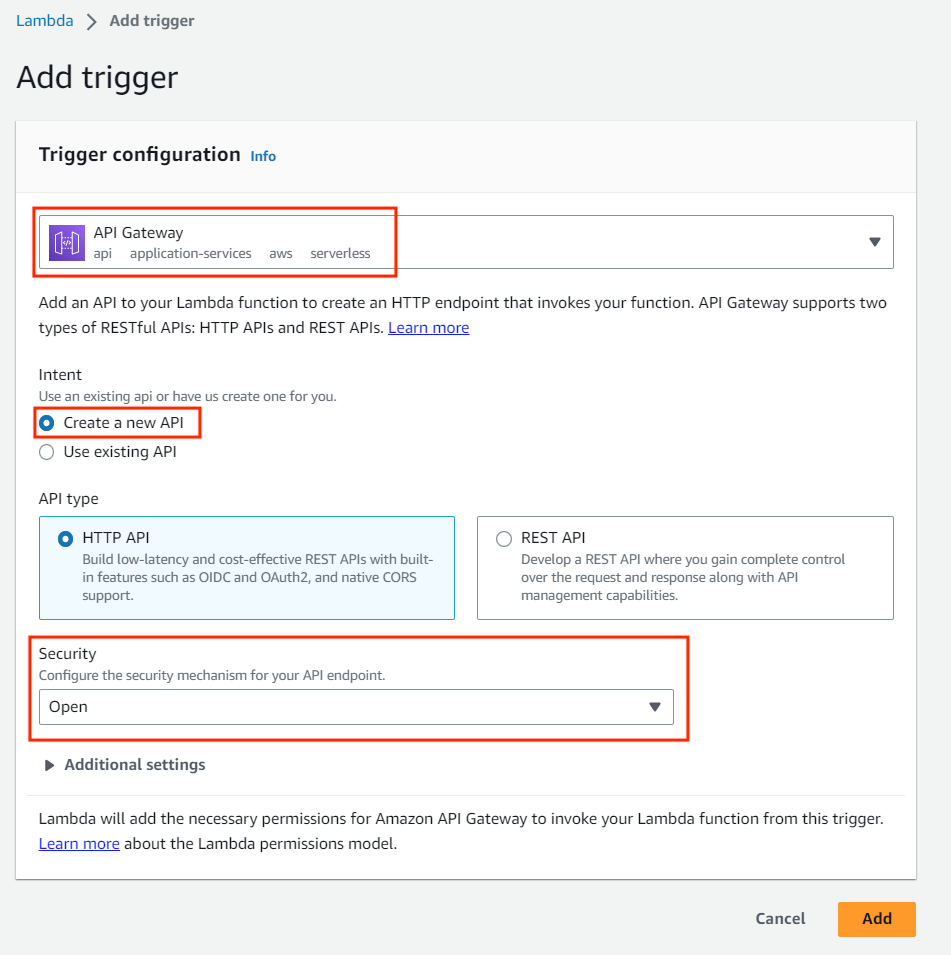 Lambda > Add trigger
Add trigger
Trigger configuration Info
API Gateway
api application-services aws serverless
Add an API to your Lambda function to create an HTTP endpoint that invokes your function. API Gateway supports two
types of RESTful APIs: HTTP APIs and REST APIs. Learn more
Intent
Use an existing api or have us create one for you.
Create a new API
Use existing API
API type
HTTP API
Build low-latency and cost-effective REST APIs with built-
in features such as OIDC and OAuth2, and native CORS
support.
REST API
Develop a REST API where you gain complete control
over the request and response along with API
management capabilities.
Security
Configure the security mechanism for your API endpoint.
Open
Additional settings
Lambda will add the necessary permissions for Amazon API Gateway to invoke your Lambda function from this trigger.
Learn more about the Lambda permissions model.
Cancel Add